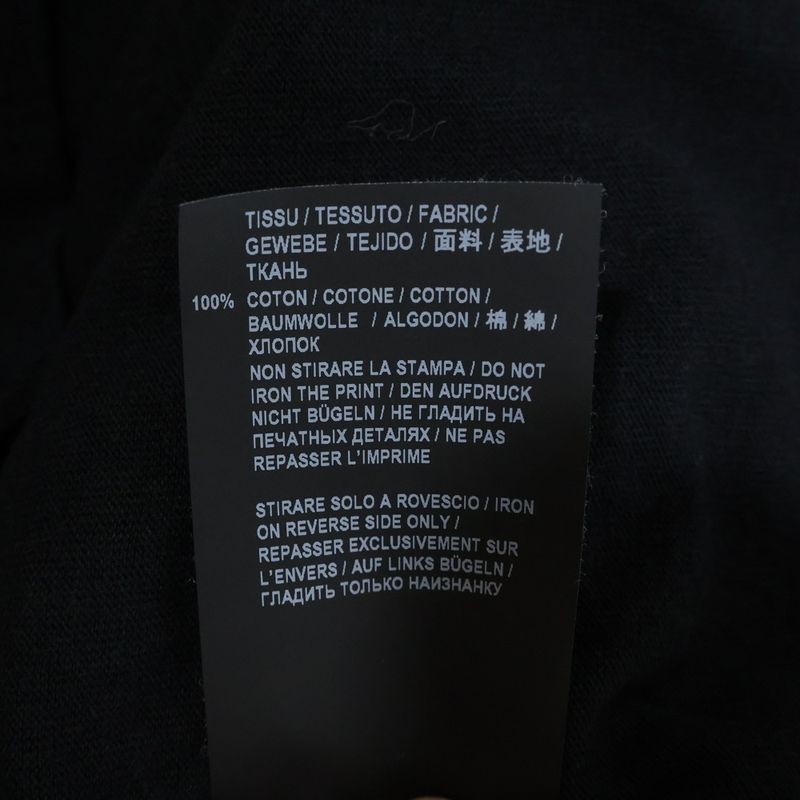 TISSU / TESSUTO / FABRIC /
GEWEBE / TEJIDO / 面料 / 表地 /
ТКАНЬ
100% COTON / COTONE / COTTON /
BAUMWOLLE / ALGODON / 棉 / 綿 /
ХЛОПОК
NON STIRARE LA STAMPA / DO NOT
IRON THE PRINT / DEN AUFDRUCK
NICHT BÜGELN / НЕ ГЛАДИТЬ НА
ПЕЧАТНЫХ ДЕТАЛЯХ / NE PAS
REPASSER L'IMPRIME
STIRARE SOLO A ROVESCIO / IRON
ON REVERSE SIDE ONLY /
REPASSER EXCLUSIVEMENT SUR
L'ENVERS / AUF LINKS BÜGELN /
ГЛАДИТЬ ТОЛЬКО НАИЗНАНКУ